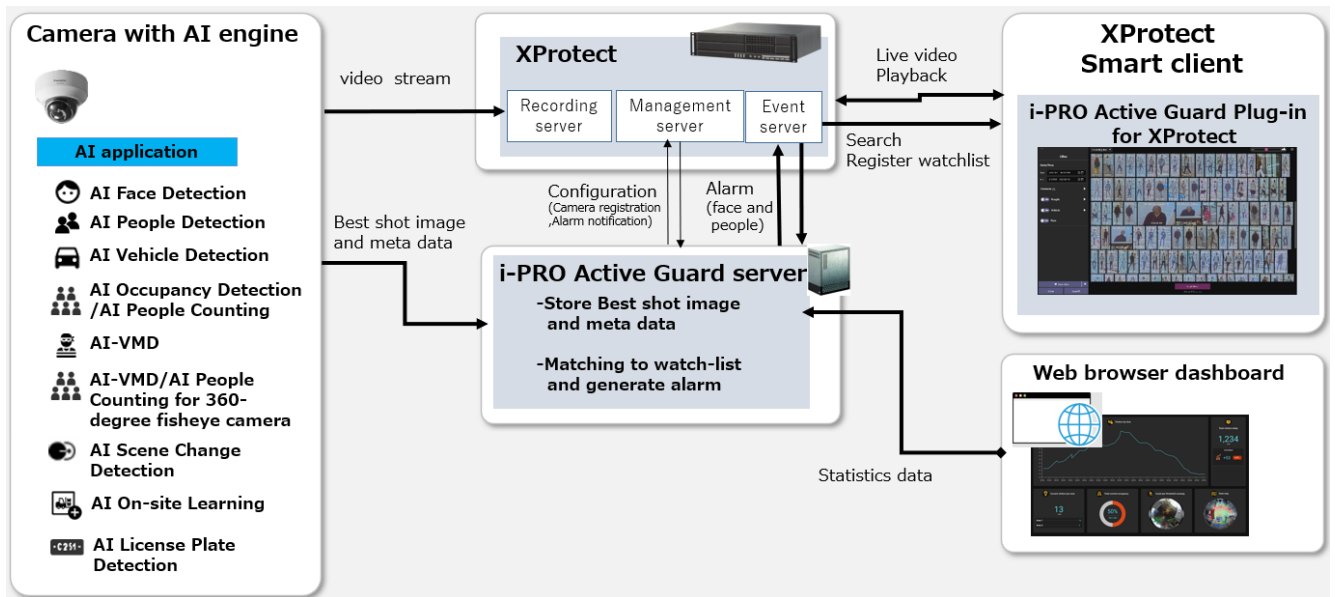 Camera with AI engine
AI application
AI Face Detection
AI People Detection
AI Vehicle Detection
AI Occupancy Detection
/AI People Counting
AI-VMD
AI-VMD/AI People
Counting for 360-
degree fisheye camera
AI Scene Change
Detection
AI On-site Learning
·C251·
AI License Plate
Detection
video stream
Best shot image
and meta data
XProtect
Recording
server
Management
server
Event
server
Configuration
(Camera registration
,Alarm notification)
Alarm
(face and
people)
i-PRO Active Guard server
-Store Best shot image
and meta data
-Matching to watch-list
and generate alarm
Live video
Playback
Search
Register watchlist
Statistics data
XProtect
Smart client
i-PRO Active Guard Plug-in
for XProtect
Web browser dashboard
1,234
13
50%